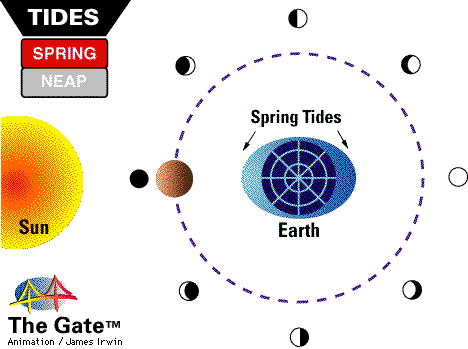 TIDES
SPRING
NEAP
Spring Tides
Sun
Earth
The Gate™
Animation / James Irwin